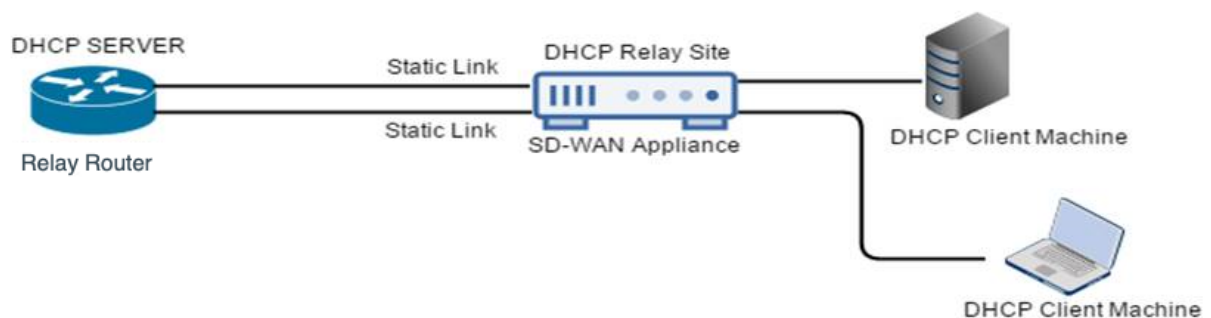 DHCP SERVER
Relay Router
Static Link
Static Link
DHCP Relay Site
SD-WAN Appliance
DHCP Client Machine
DHCP Client Machine